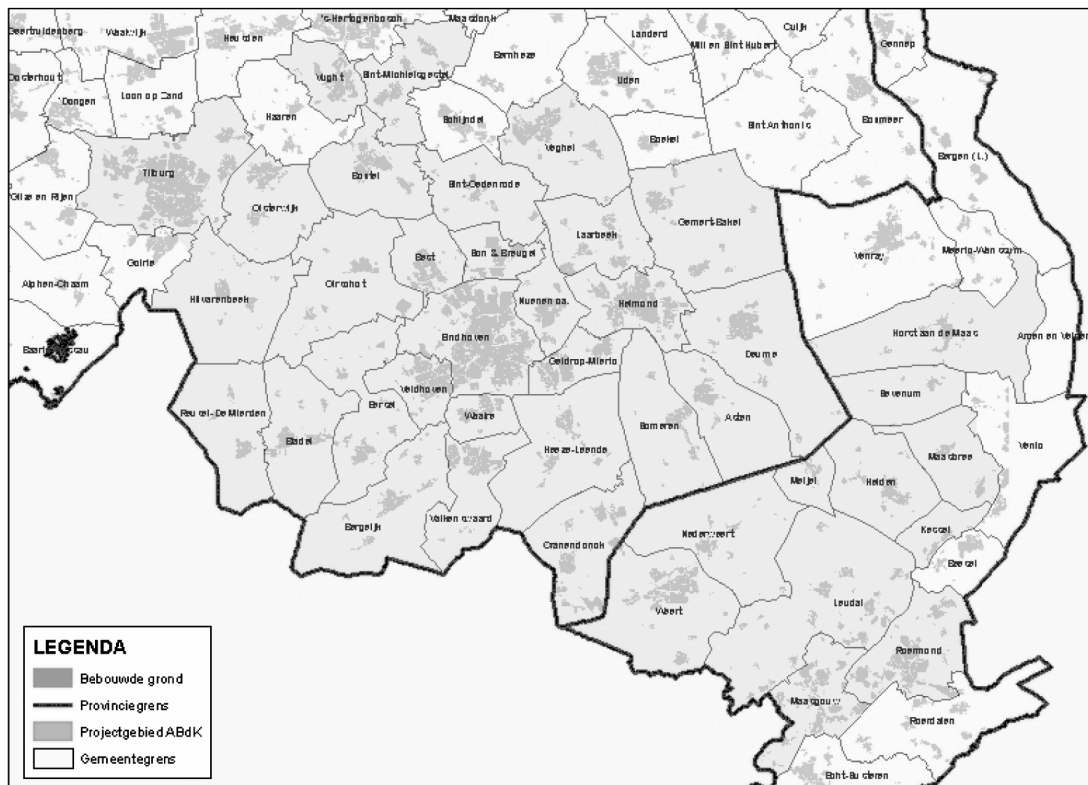 's-Hertogenbosch
Maasdonk
Geertruidenberg
Waalwijk
Heusden
Landerd
Cuijk
Mill en Sint Hubert
Gennep
Bernheze
Vught
Sint-Michielsgestel
Uden
Oosterhout
Dongen
Loon op Zand
Haaren
Schijndel
Sint Anthonis
Boxmeer
Veghel
Boekel
Bergen (L.)
Tilburg
Boxtel
Sint-Oedenrode
Gilze en Rijen
Oisterwijk
Gemert-Bakel
Laarbeek
Venray
Meerlo-Wanssum
Goirle
Best
Son & Breugel
Alphen-Chaam
Hilvarenbeek
Oirschot
Nuenen ca.
Helmond
Eindhoven
Horst aan de Maas
Arcen en Velden
Baarle-Nassau
Deurne
Geldrop-Mierlo
Veldhoven
Sevenum
Reusel-De Mierden
Eersel
Waalre
Asten
Bladel
Someren
Heeze-Leende
Venlo
Maasbree
Meijel
Helden
Bergeijk
Valkenswaard
Kessel
Nederweert
Cranendonck
Beesel
Weert
Leudal
Roermond
Maasgouw
Roerdalen
Echt-Susteren
LEGENDA
Bebouwde grond
Provinciegrens
Projectgebied ABdK
Gemeentegrens